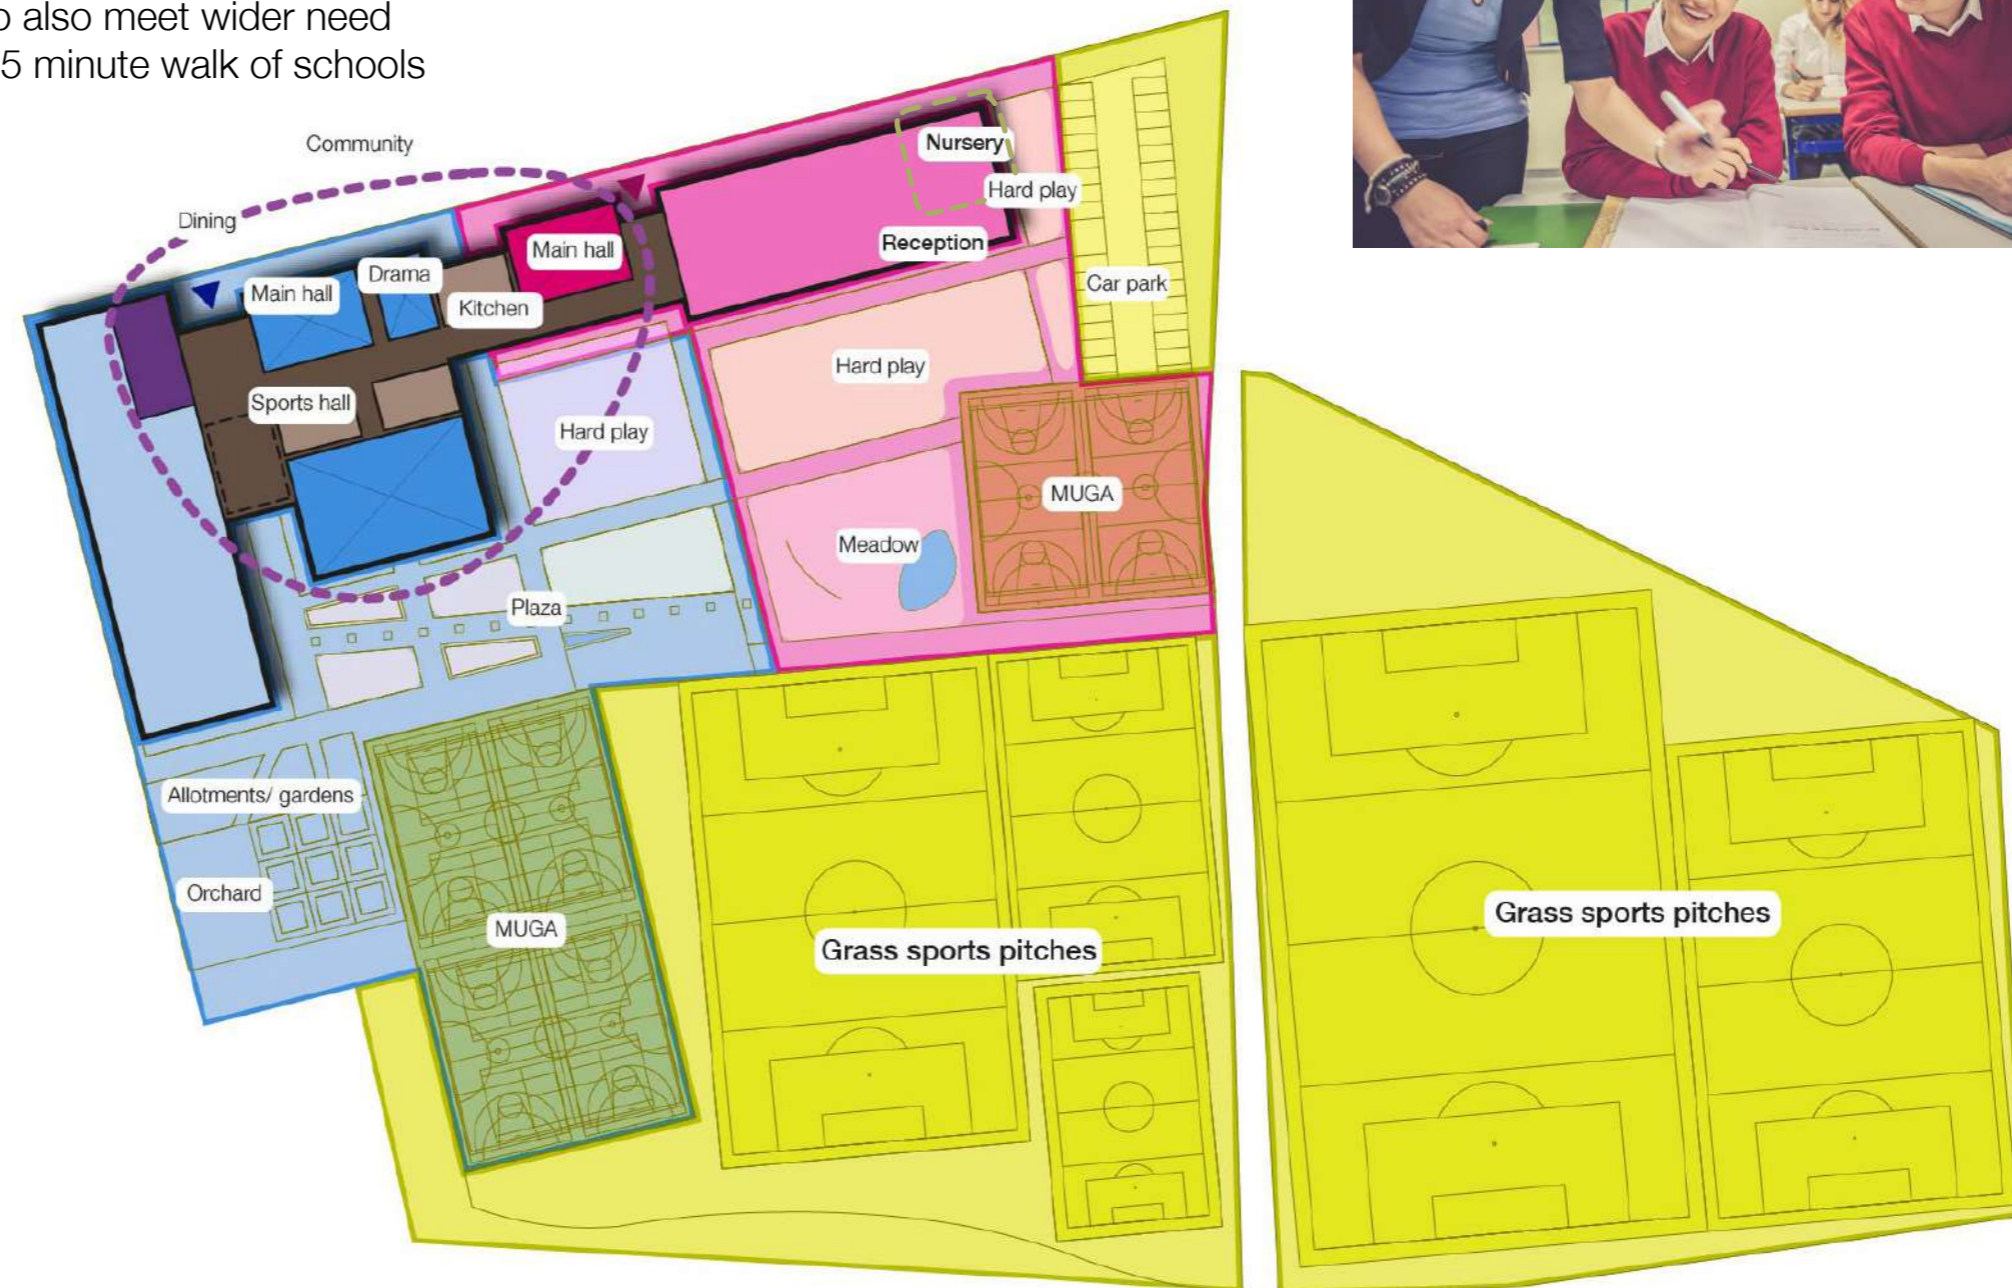 also meet wider need
5 minute walk of schools
Community
Dining
Nursery
Hard play
Reception
Main hall
Drama
Main hall
Kitchen
Car park
Sports hall
Hard play
Hard play
MUGA
Meadow
Plaza
Allotments/ gardens
Orchard
MUGA
Grass sports pitches
Grass sports pitches